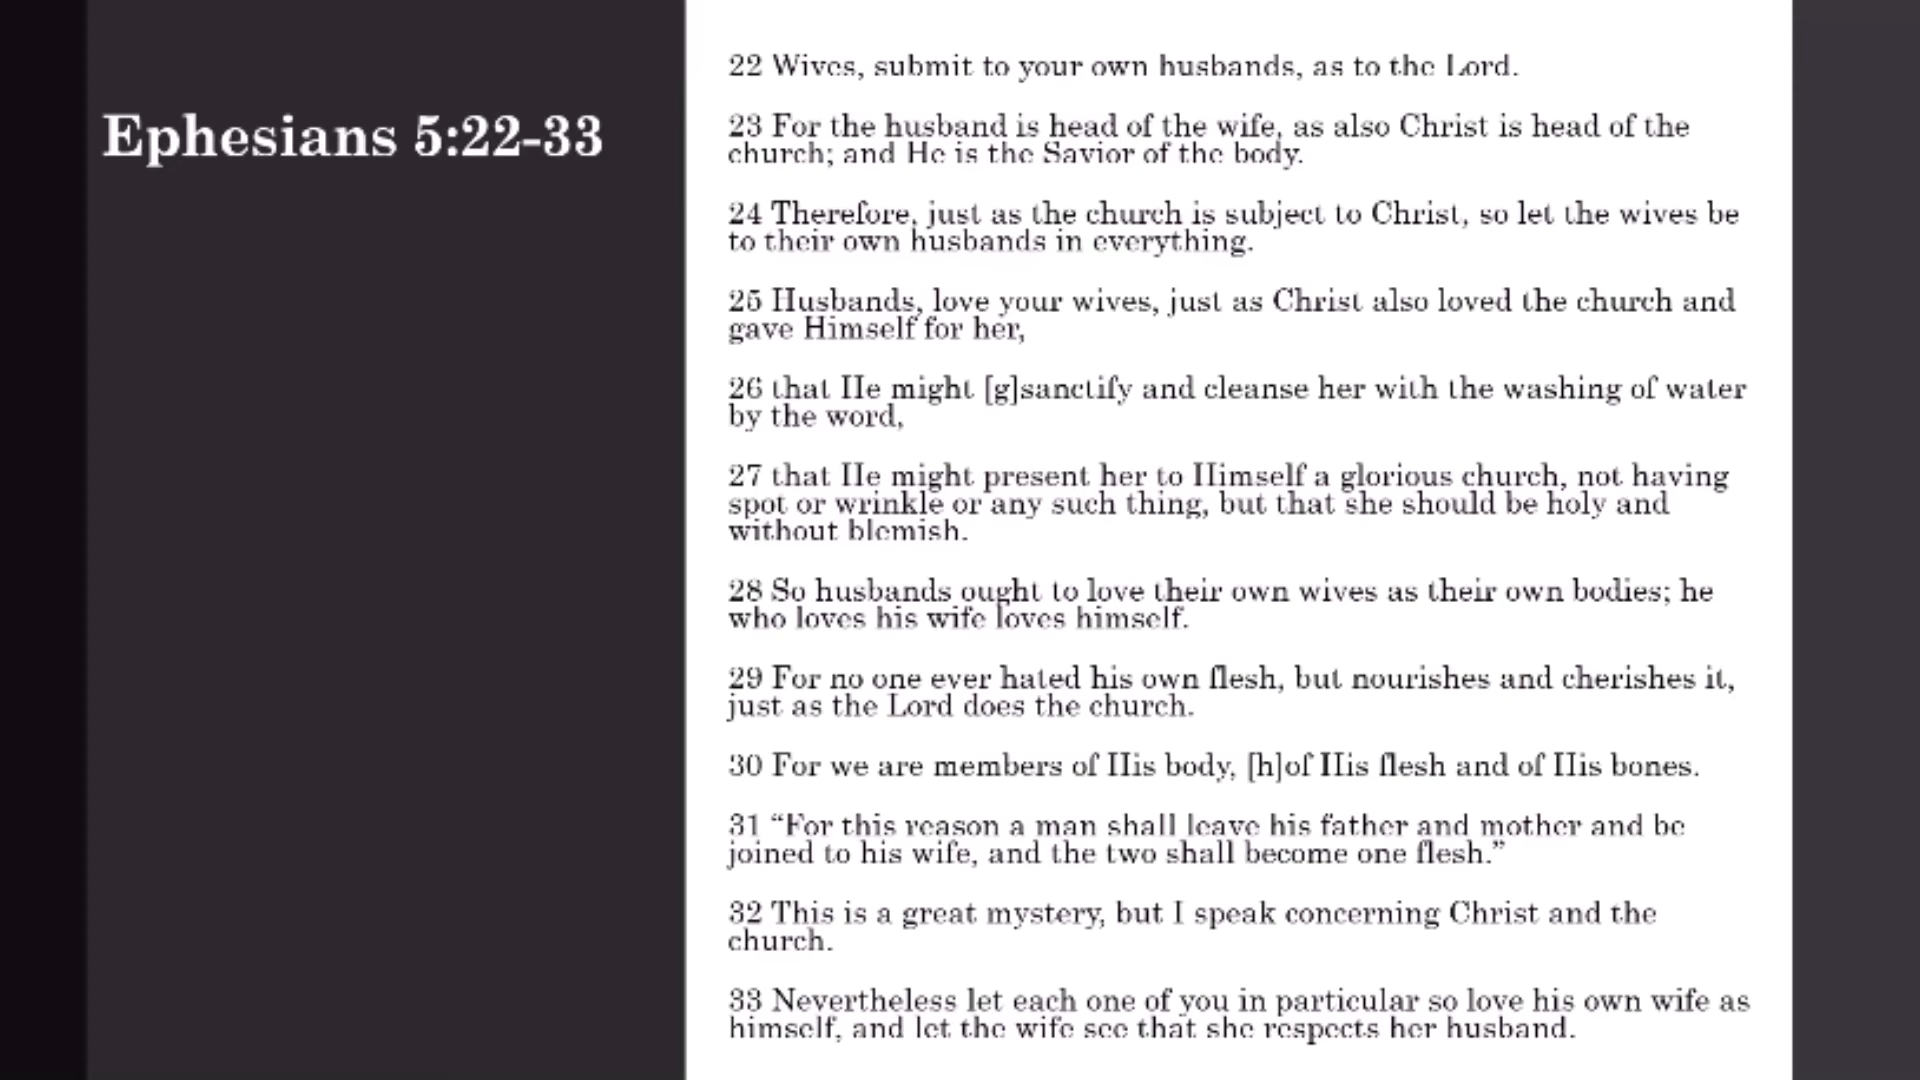 Ephesians 5:22-33
22 Wives, submit to your own husbands, as to the Lord.
23 For the husband is head of the wife, as also Christ is head of the
church; and He is the Savior of the body.
24 Therefore, just as the church is subject to Christ, so let the wives be
to their own husbands in everything.
25 Husbands, love your wives, just as Christ also loved the church and
gave Himself for her,
26 that He might [g]sanctify and cleanse her with the washing of water
by the word,
27 that He might present her to Himself a glorious church, not having
spot or wrinkle or any such thing, but that she should be holy and
without blemish.
28 So husbands ought to love their own wives as their own bodies; he
who loves his wife loves himself.
29 For no one ever hated his own flesh, but nourishes and cherishes it,
just as the Lord does the church.
30 For we are members of His body, [h]of His flesh and of His bones.
31 “For this reason a man shall leave his father and mother and be
joined to his wife, and the two shall become one flesh.”
32 This is a great mystery, but I speak concerning Christ and the
church.
33 Nevertheless let each one of you in particular so love his own wife as
himself, and let the wife see that she respects her husband.